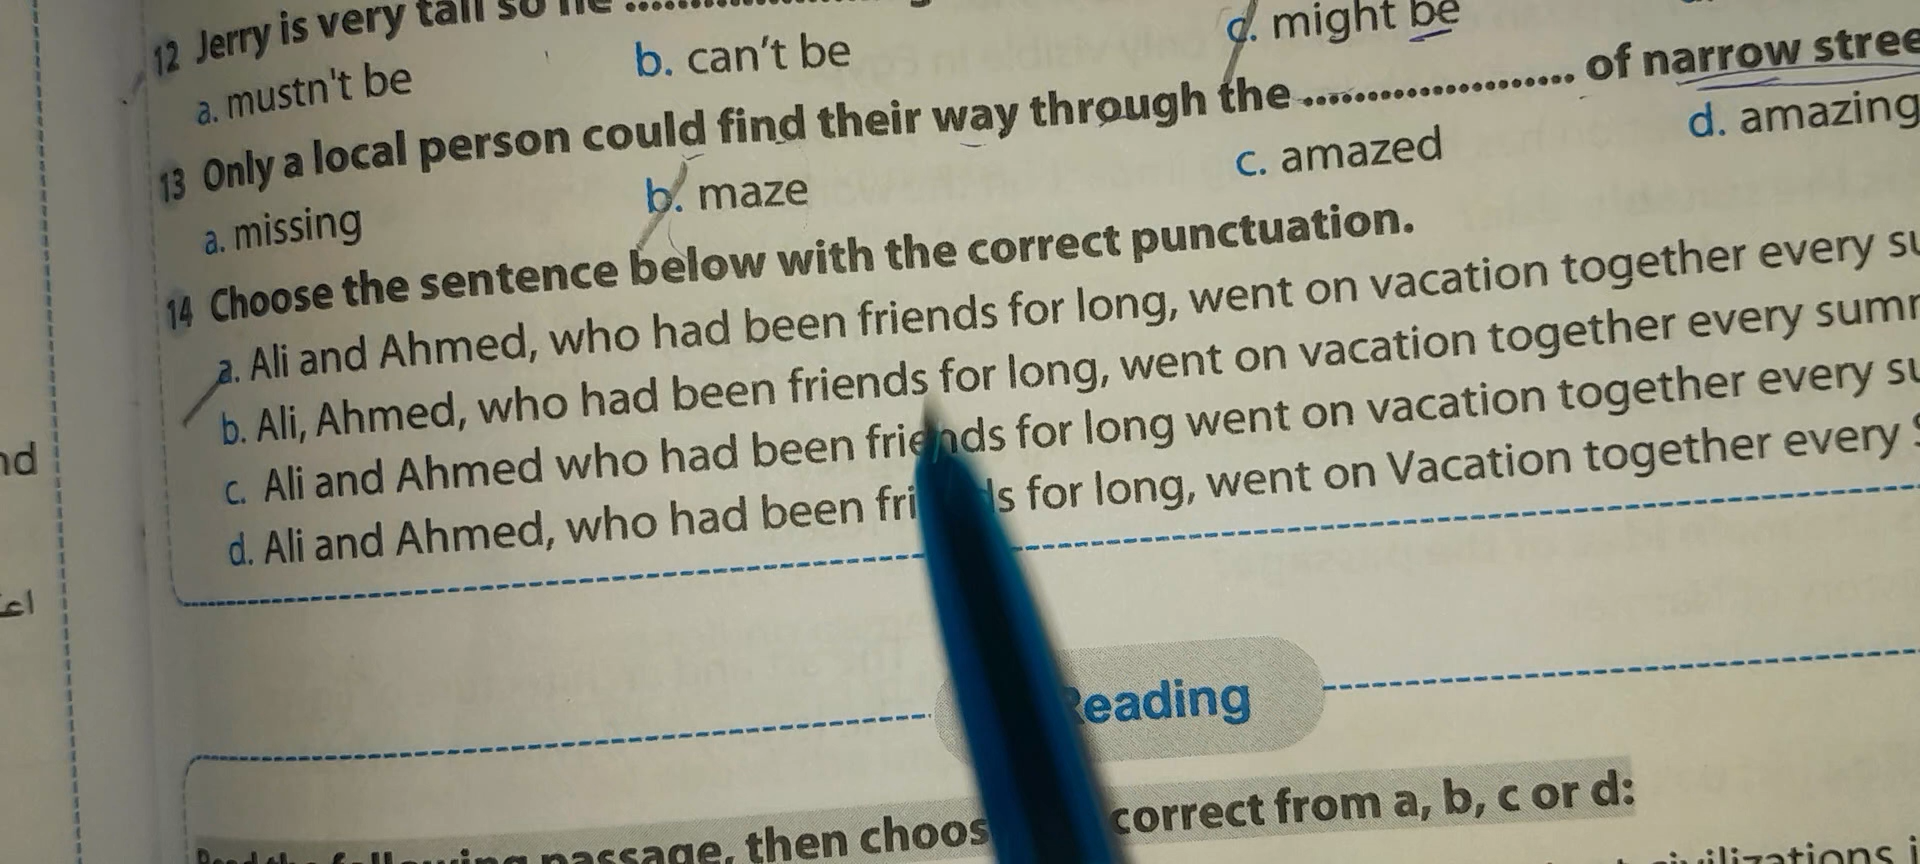 12 Jerry is very tall so he ..........
a. mustn't be b. can't be c. might be
13 Only a local person could find their way through the .................... of narrow
a. missing b. maze c. amazed d. amazing
14 Choose the sentence below with the correct punctuation.
a. Ali and Ahmed, who had been friends for long, went on vacation together every
b. Ali, Ahmed, who had been friends for long, went on vacation together every
c. Ali and Ahmed who had been friends for long went on vacation together every
d. Ali and Ahmed, who had been for long, went on Vacation together every
Reading
passage, then choos correct from a, b, c or d: